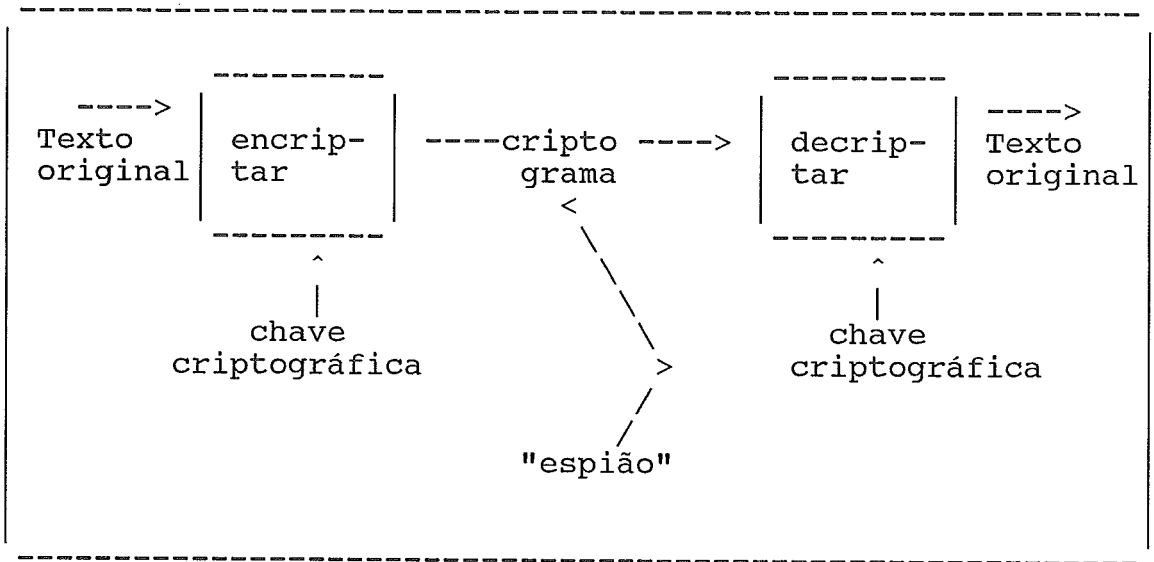 ----> ---->
Texto encrip- ----cripto ----> decrip- Texto
original tar grama tar original
chave chave
criptográfica criptográfica
"espião"